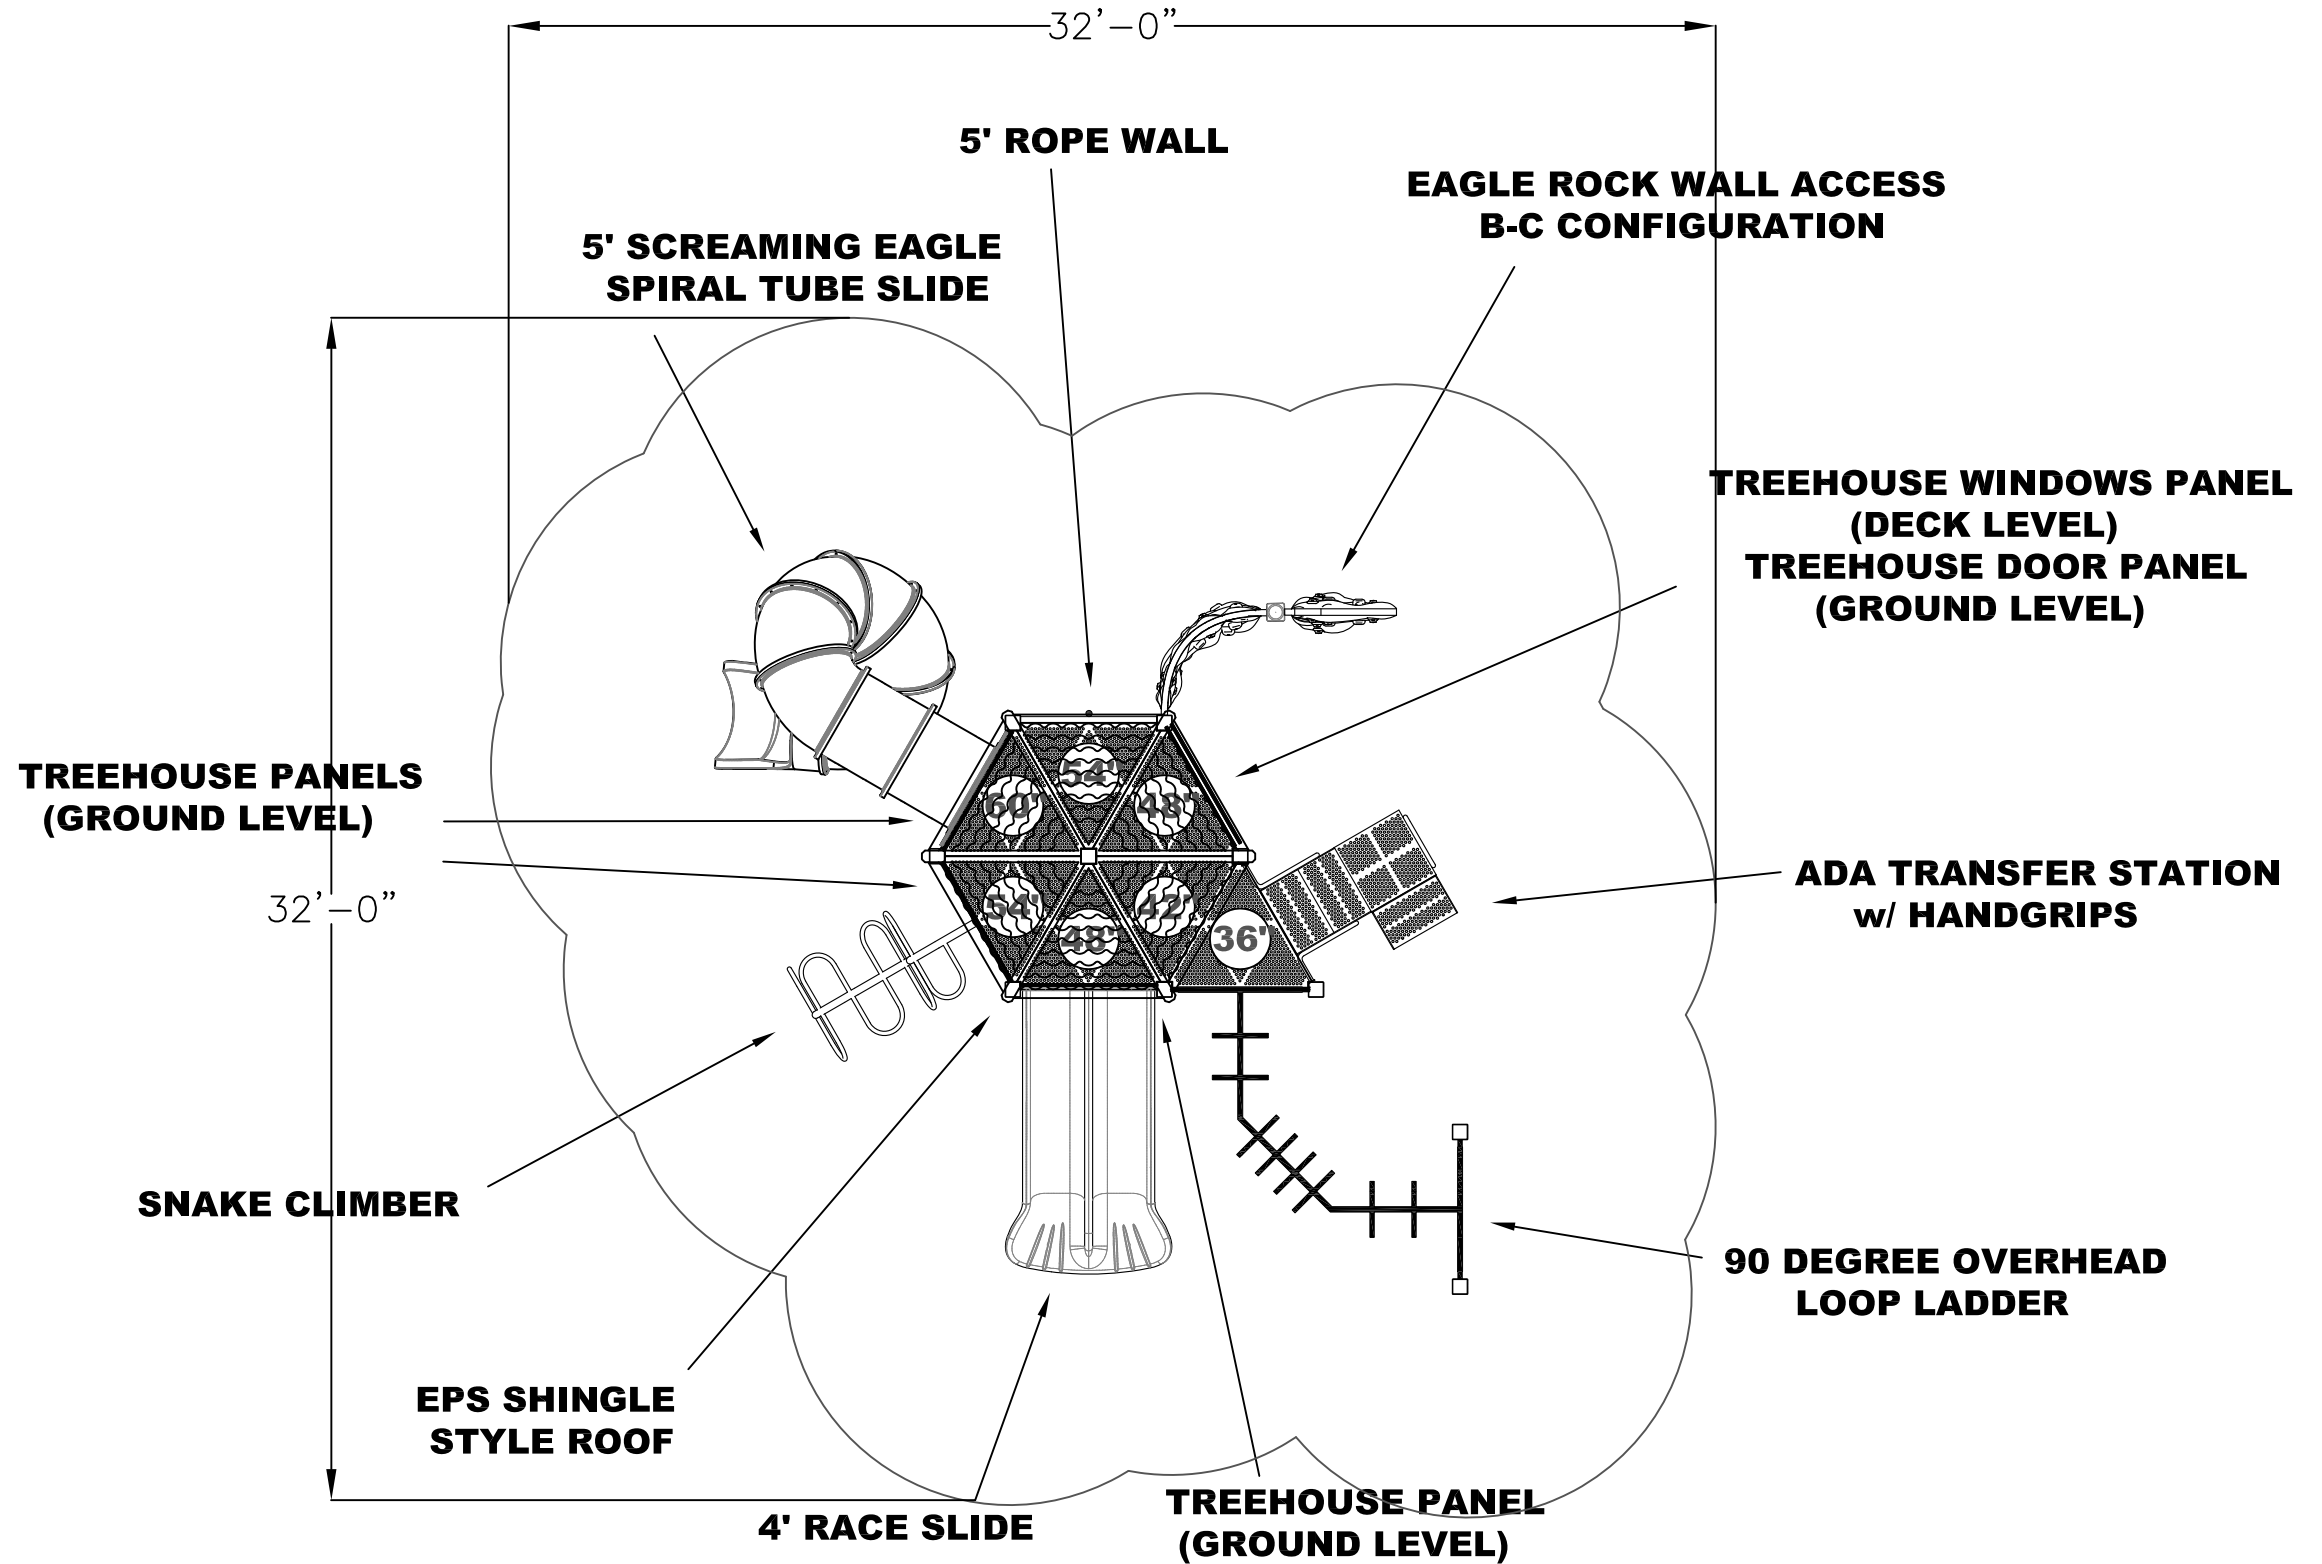 32'-0"
5' ROPE WALL
EAGLE ROCK WALL ACCESS
B-C CONFIGURATION
5' SCREAMING EAGLE
SPIRAL TUBE SLIDE
TREEHOUSE WINDOWS PANEL
(DECK LEVEL)
TREEHOUSE DOOR PANEL
(GROUND LEVEL)
TREEHOUSE PANELS
(GROUND LEVEL)
54"
60"
48"
ADA TRANSFER STATION
w/ HANDGRIPS
32'-0"
54"
42"
48"
36"
SNAKE CLIMBER
90 DEGREE OVERHEAD
LOOP LADDER
EPS SHINGLE
STYLE ROOF
4' RACE SLIDE
TREEHOUSE PANEL
(GROUND LEVEL)